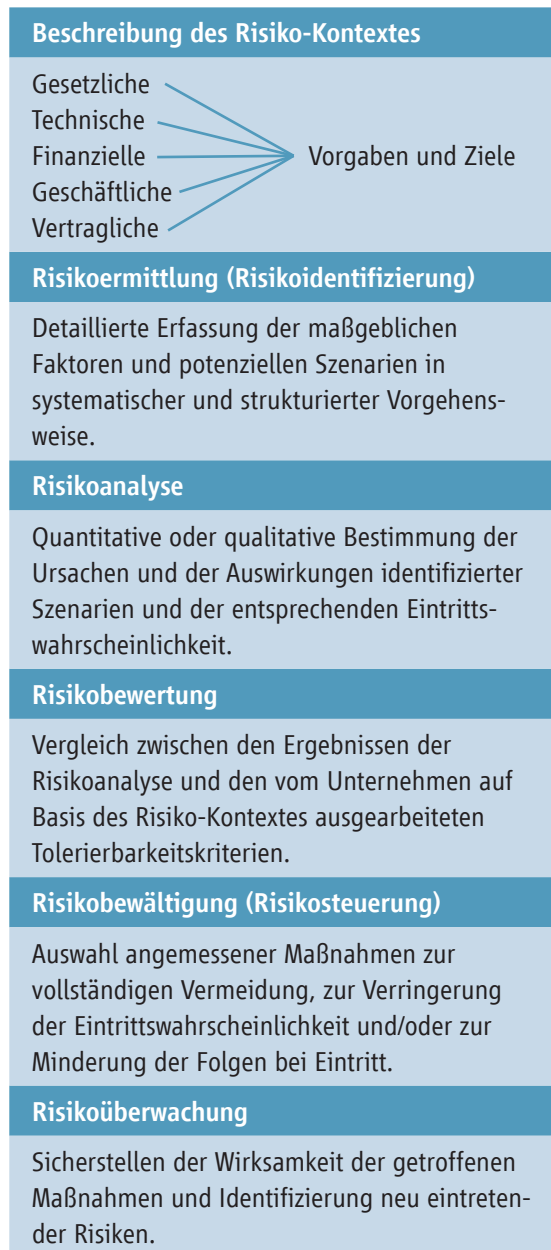 Beschreibung des Risiko-Kontextes
Gesetzliche
Technische
Finanzielle Vorgaben und Ziele
Geschäftliche
Vertragliche
Risikoermittlung (Risikoidentifizierung)
Detaillierte Erfassung der maßgeblichen
Faktoren und potenziellen Szenarien in
systematischer und strukturierter Vorgehens-
weise.
Risikoanalyse
Quantitative oder qualitative Bestimmung der
Ursachen und der Auswirkungen identifizierter
Szenarien und der entsprechenden Eintritts-
wahrscheinlichkeit.
Risikobewertung
Vergleich zwischen den Ergebnissen der
Risikoanalyse und den vom Unternehmen auf
Basis des Risiko-Kontextes ausgearbeiteten
Tolerierbarkeitskriterien.
Risikobewältigung (Risikosteuerung)
Auswahl angemessener Maßnahmen zur
vollständigen Vermeidung, zur Verringerung
der Eintrittswahrscheinlichkeit und/oder zur
Minderung der Folgen bei Eintritt.
Risikoüberwachung
Sicherstellen der Wirksamkeit der getroffenen
Maßnahmen und Identifizierung neu eintreten-
der Risiken.